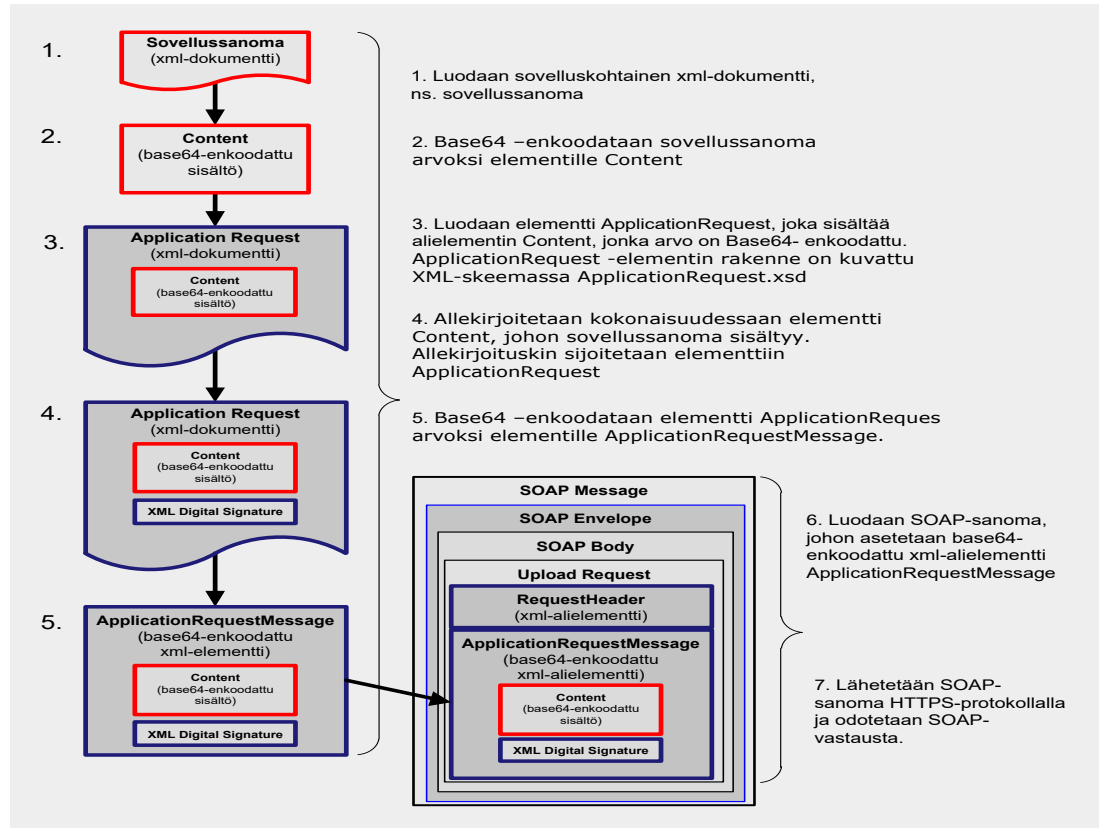 1.
Sovellussanoma
(xml-dokumentti)
2.
Content
(base64-enkoodattu
sisältö)
3.
Application Request
(xml-dokumentti)
Content
(base64-enkoodattu
sisältö)
4.
Application Request
(xml-dokumentti)
Content
(base64-enkoodattu
sisältö)
XML Digital Signature
5.
ApplicationRequestMessage
(base64-enkoodattu
xml-elementti)
Content
(base64-enkoodattu
sisältö)
XML Digital Signature
1. Luodaan sovelluskohtainen xml-dokumentti,
ns. sovellussanoma
2. Base64 –enkoodataan sovellussanoma
arvoksi elementille Content
3. Luodaan elementti ApplicationRequest, joka sisältää
alielementin Content, jonka arvo on Base64- enkoodattu.
ApplicationRequest -elementin rakenne on kuvattu
XML-skeemassa ApplicationRequest.xsd
4. Allekirjoitetaan kokonaisuudessaan elementti
Content, johon sovellussanoma sisältyy.
Allekirjoituskin sijoitetaan elementtiin
ApplicationRequest
5. Base64 –enkoodataan elementti ApplicationReques
arvoksi elementille ApplicationRequestMessage.
SOAP Message
SOAP Envelope
SOAP Body
Upload Request
RequestHeader
(xml-alielementti)
ApplicationRequestMessage
(base64-enkoodattu
xml-alielementti)
Content
(base64-enkoodattu
sisältö)
XML Digital Signature
6. Luodaan SOAP-sanoma,
johon asetetaan base64-
enkoodattu xml-alielementti
ApplicationRequestMessage
7. Lähetetään SOAP-
sanoma HTTPS-protokollalla
ja odotetaan SOAP-
vastausta.